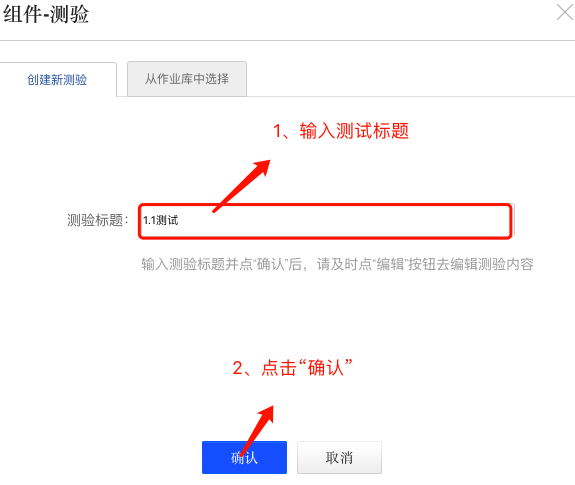 组件-测验
创建新测验
从作业库中选择
1、输入测试标题
测验标题：
1.1测试
输入测验标题并点“确认”后，请及时点“编辑”按钮去编辑测验内容
2、点击“确认”
确认
取消